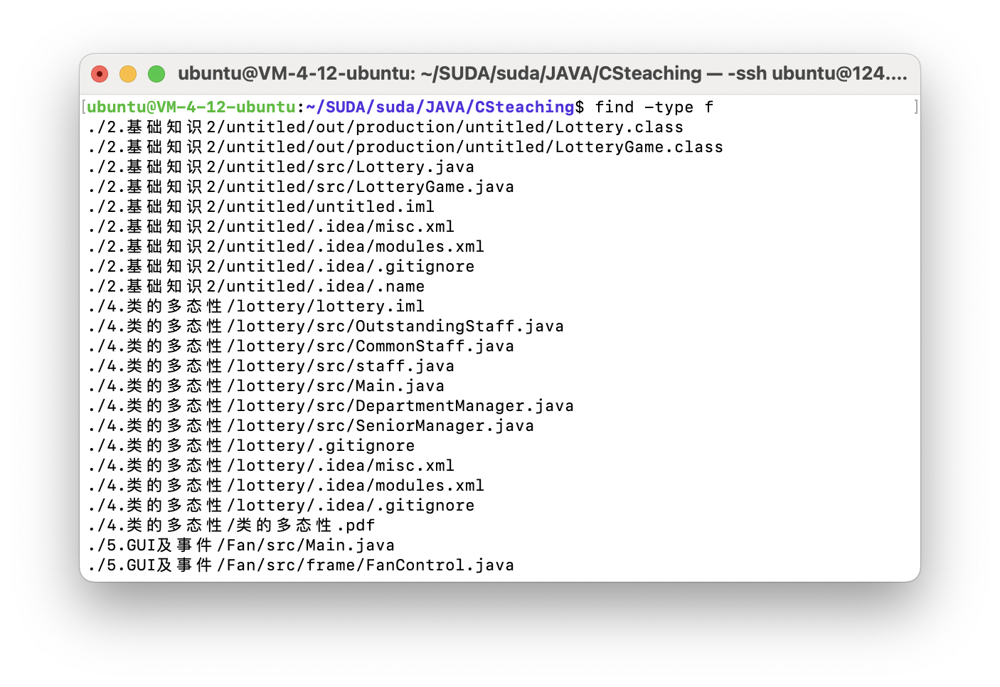 ubuntu@VM-4-12-ubuntu: ~/SUDA/suda/JAVA/CSteaching — -ssh ubuntu@124....
[ubuntu@VM-4-12-ubuntu:~/SUDA/suda/JAVA/CSteaching$ find -type f ]
./2.基础知识2/untitled/out/production/untitled/Lottery.class
./2.基础知识2/untitled/out/production/untitled/LotteryGame.class
./2.基础知识2/untitled/src/Lottery.java
./2.基础知识2/untitled/src/LotteryGame.java
./2.基础知识2/untitled/untitled.iml
./2.基础知识2/untitled/.idea/misc.xml
./2.基础知识2/untitled/.idea/modules.xml
./2.基础知识2/untitled/.idea/.gitignore
./2.基础知识2/untitled/.idea/.name
./4.类的多态性/lottery/lottery.iml
./4.类的多态性/lottery/src/OutstandingStaff.java
./4.类的多态性/lottery/src/CommonStaff.java
./4.类的多态性/lottery/src/staff.java
./4.类的多态性/lottery/src/Main.java
./4.类的多态性/lottery/src/DepartmentManager.java
./4.类的多态性/lottery/src/SeniorManager.java
./4.类的多态性/lottery/.gitignore
./4.类的多态性/lottery/.idea/misc.xml
./4.类的多态性/lottery/.idea/modules.xml
./4.类的多态性/lottery/.idea/.gitignore
./4.类的多态性/类的多态性.pdf
./5.GUI及事件/Fan/src/Main.java
./5.GUI及事件/Fan/src/frame/FanControl.java